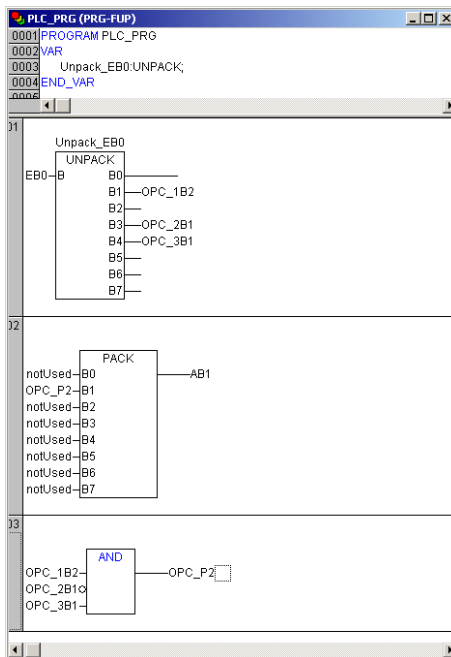 PLC_PRG (PRG-FUP)
0001 PROGRAM PLC_PRG
0002 VAR
0003 Unpack_EB0:UNPACK;
0004 END_VAR
0005
01
Unpack_EB0
UNPACK
EB0 B B0
B1 OPC_1B2
B2
B3 OPC_2B1
B4 OPC_3B1
B5
B6
B7
02
PACK
notUsed B0 AB1
OPC_P2 B1
notUsed B2
notUsed B3
notUsed B4
notUsed B5
notUsed B6
notUsed B7
03
AND
OPC_1B2 OPC_P2
OPC_2B1
OPC_3B1